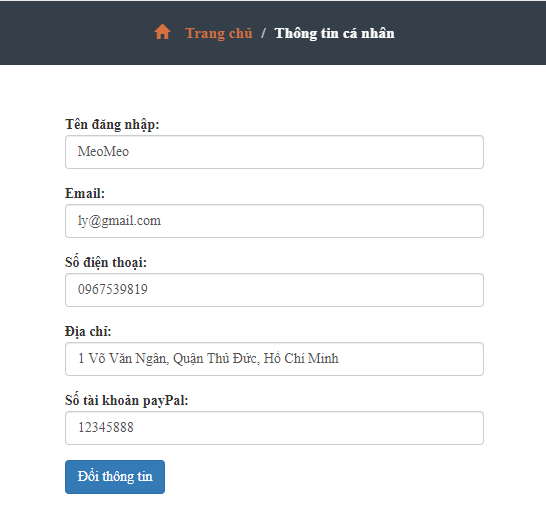 Trang chủ / Thông tin cá nhân
Tên đăng nhập:
MeoMeo
Email:
ly@gmail.com
Số điện thoại:
0967539819
Địa chỉ:
1 Võ Văn Ngân, Quận Thủ Đức, Hồ Chí Minh
Số tài khoản payPal:
12345888
Đổi thông tin